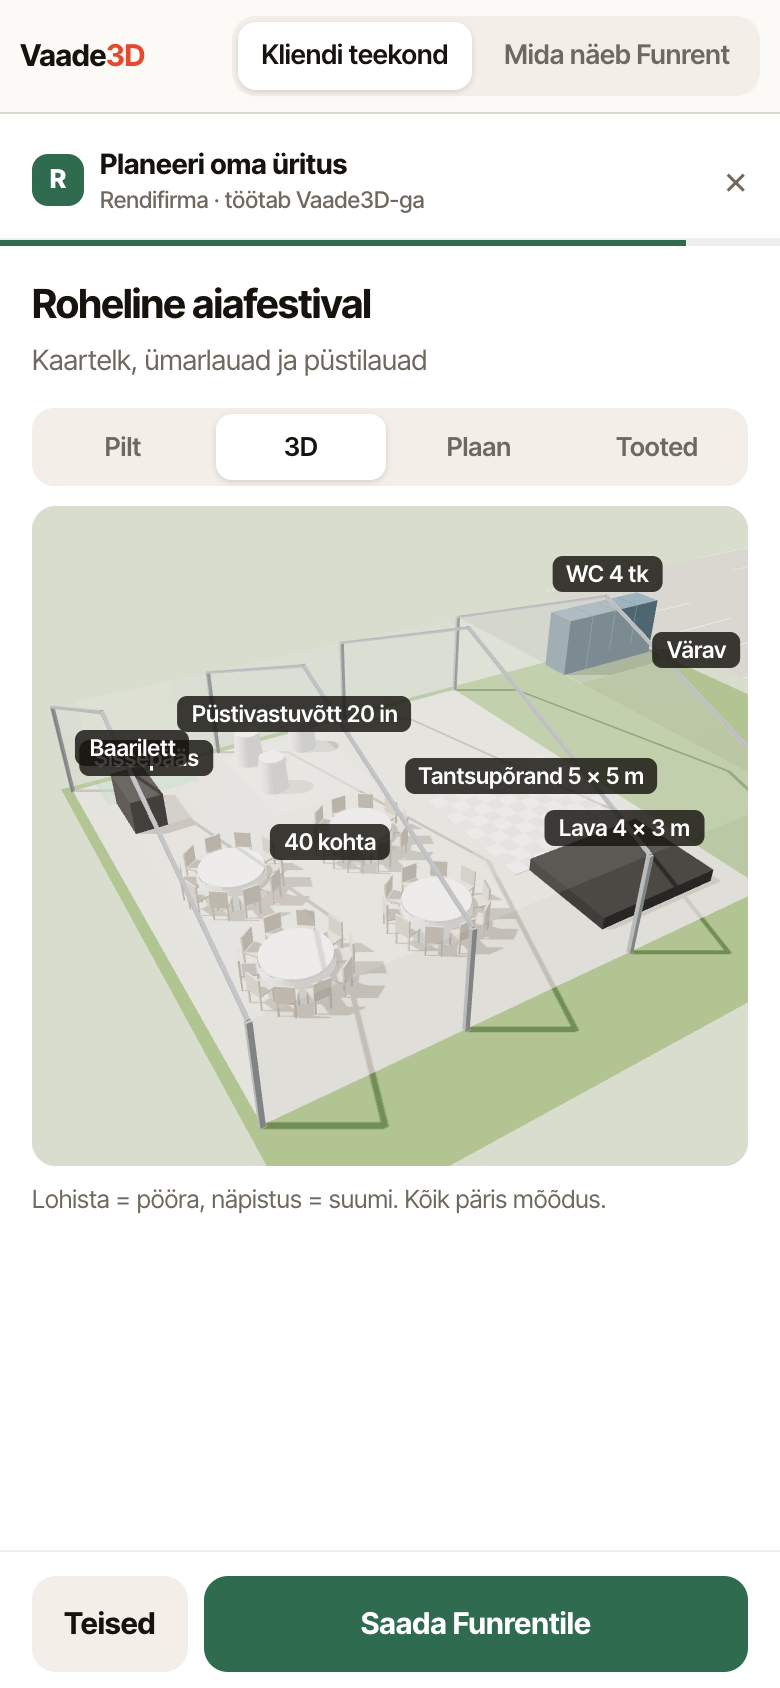 Vaade3D
Kliendi teekond
Mida näeb Funrent
R
Planeeri oma üritus
Rendifirma · töötab Vaade3D-ga
×
Roheline aiafestival
Kaartelk, ümarlauad ja püstilauad
Pilt
3D
Plaan
Tooted
WC 4 tk
Värav
Püstivastuvõtt 20 in
Baarilett
Tantsupõrand 5 × 5 m
Lava 4 × 3 m
40 kohta
Lohista = pööra, näpistus = suumi. Kõik päris mõõdus.
Teised
Saada Funrentile